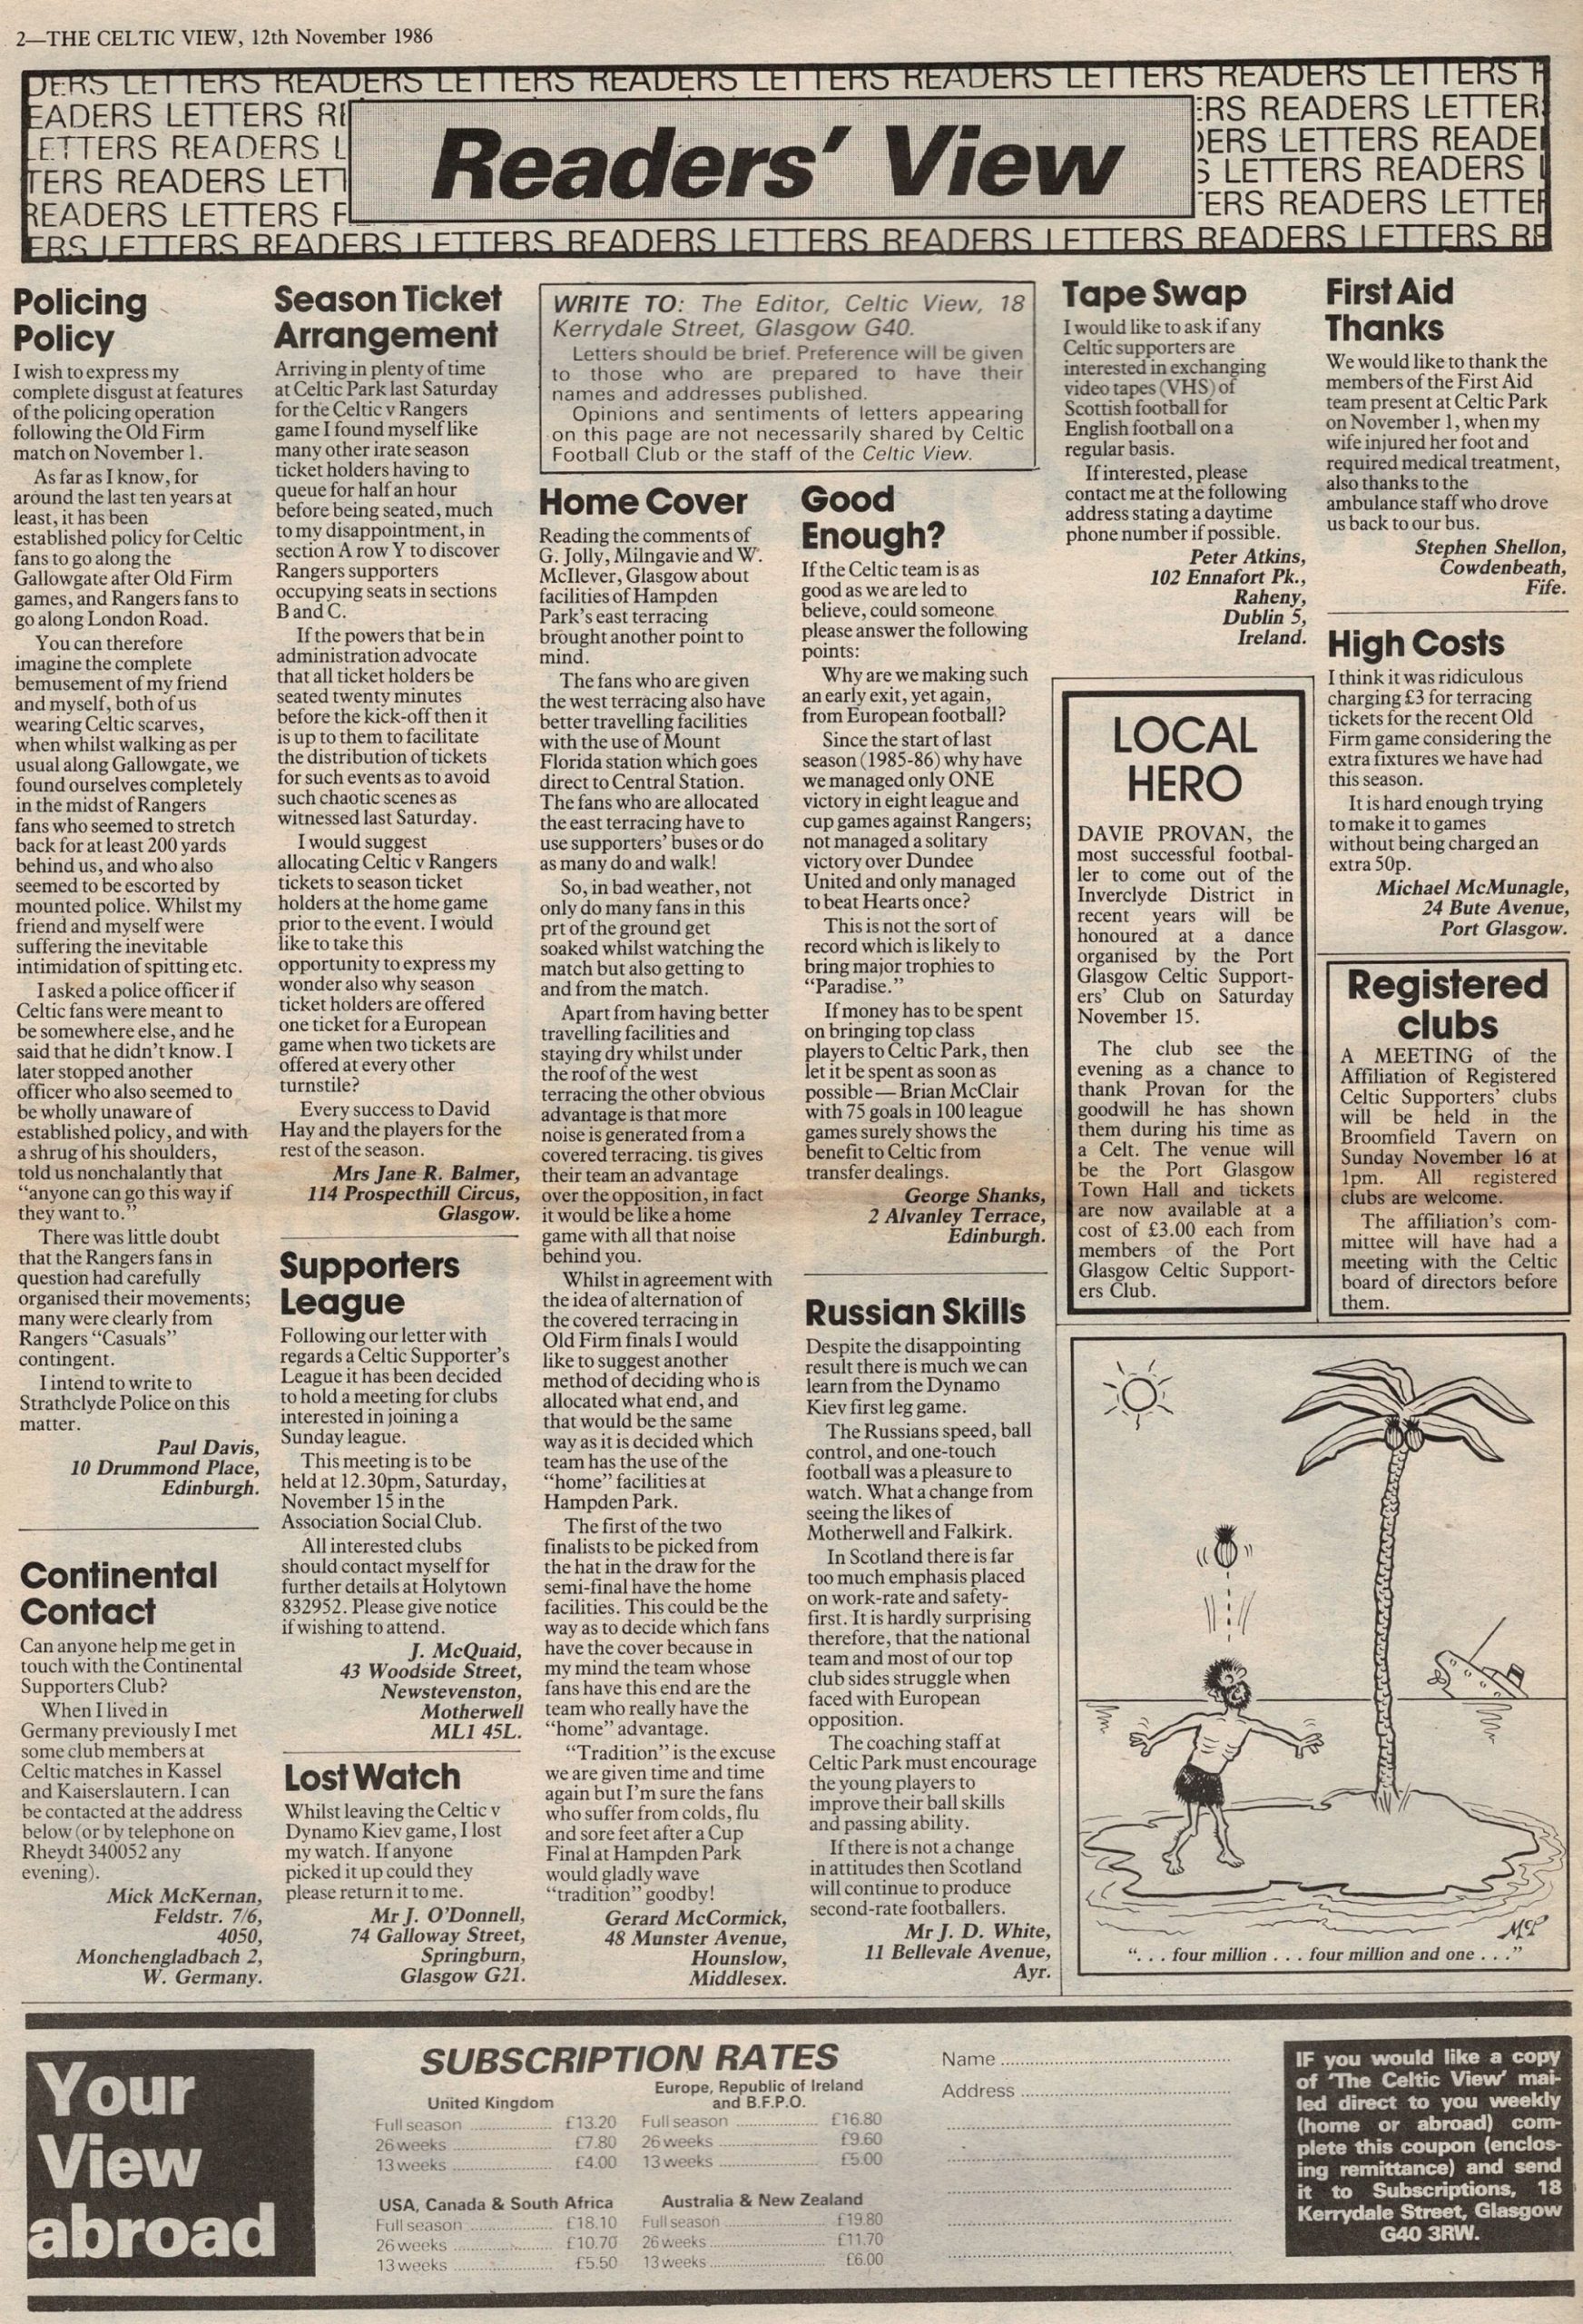 2—THE CELTIC VIEW, 12th November 1986
DERS LETTERS READERS LETTERS READERS LETTERS READERS LETTERS READERS LETTERS R
EADERS LETTERS RE
LETTERS READERS L
TERS READERS LETT
READERS LETTERS F
ERS LETTERS READERS LETTERS READERS LETTERS READERS LETTERS READERS LETTERS RE
Readers' View
ERS READERS LETTER
DERS LETTERS READE
S LETTERS READERS L
TERS READERS LETTER
Policing
Policy
I wish to express my
complete disgust at features
of the policing operation
following the Old Firm
match on November 1.
As far as I know, for
around the last ten years at
least, it has been
established policy for Celtic
fans to go along the
Gallowgate after Old Firm
games, and Rangers fans to
go along London Road.
You can therefore
imagine the complete
bemusement of my friend
and myself, both of us
wearing Celtic scarves,
when whilst walking as per
usual along Gallowgate, we
found ourselves completely
in the midst of Rangers
fans who seemed to stretch
back for at least 200 yards
behind us, and who also
seemed to be escorted by
mounted police. Whilst my
friend and myself were
suffering the inevitable
intimidation of spitting etc.
I asked a police officer if
Celtic fans were meant to
be somewhere else, and he
said that he didn't know. I
later stopped another
officer who also seemed to
be wholly unaware of
established policy, and with
a shrug of his shoulders,
told us nonchalantly that
"anyone can go this way if
they want to."
There was little doubt
that the Rangers fans in
question had carefully
organised their movements;
many were clearly from
Rangers "Casuals"
contingent.
I intend to write to
Strathclyde Police on this
matter.
Paul Davis,
10 Drummond Place,
Edinburgh.
Continental
Contact
Can anyone help me get in
touch with the Continental
Supporters Club?
When I lived in
Germany previously I met
some club members at
Celtic matches in Kassel
and Kaiserslautern. I can
be contacted at the address
below (or by telephone on
Rheydt 340052 any
evening).
Mick McKernan,
Feldstr. 7/6,
4050,
Monchengladbach 2,
W. Germany.
Season Ticket
Arrangement
Arriving in plenty of time
at Celtic Park last Saturday
for the Celtic v Rangers
game I found myself like
many other irate season
ticket holders having to
queue for half an hour
before being seated, much
to my disappointment, in
section A row Y to discover
Rangers supporters
occupying seats in sections
B and C.
If the powers that be in
administration advocate
that all ticket holders be
seated twenty minutes
before the kick-off then it
is up to them to facilitate
the distribution of tickets
for such events as to avoid
such chaotic scenes as
witnessed last Saturday.
I would suggest
allocating Celtic v Rangers
tickets to season ticket
holders at the home game
prior to the event. I would
like to take this
opportunity to express my
wonder also why season
ticket holders are offered
one ticket for a European
game when two tickets are
offered at every other
turnstile?
Every success to David
Hay and the players for the
rest of the season.
Mrs Jane R. Balmer,
114 Prospecthill Circus,
Glasgow.
Supporters
League
Following our letter with
regards a Celtic Supporter's
League it has been decided
to hold a meeting for clubs
interested in joining a
Sunday league.
This meeting is to be
held at 12.30pm, Saturday,
November 15 in the
Association Social Club.
All interested clubs
should contact myself for
further details at Holytown
832952. Please give notice
if wishing to attend.
J. McQuaid,
43 Woodside Street,
Newstevenston,
Motherwell
ML1 45L.
Lost Watch
Whilst leaving the Celtic v
Dynamo Kiev game, I lost
my watch. If anyone
picked it up could they
please return it to me.
Mr J. O'Donnell,
74 Galloway Street,
Springburn,
Glasgow G21.
WRITE TO: The Editor, Celtic View, 18
Kerrydale Street, Glasgow G40.
Letters should be brief. Preference will be given
to those who are prepared to have their
names and addresses published.
Opinions and sentiments of letters appearing
on this page are not necessarily shared by Celtic
Football Club or the staff of the Celtic View.
Home Cover
Reading the comments of
G. Jolly, Milngavie and W.
McIlever, Glasgow about
facilities of Hampden
Park's east terracing
brought another point to
mind.
The fans who are given
the west terracing also have
better travelling facilities
with the use of Mount
Florida station which goes
direct to Central Station.
The fans who are allocated
the east terracing have to
use supporters' buses or do
as many do and walk!
So, in bad weather, not
only do many fans in this
prt of the ground get
soaked whilst watching the
match but also getting to
and from the match.
Apart from having better
travelling facilities and
staying dry whilst under
the roof of the west
terracing the other obvious
advantage is that more
noise is generated from a
covered terracing. tis gives
their team an advantage
over the opposition, in fact
it would be like a home
game with all that noise
behind you.
Whilst in agreement with
the idea of alternation of
the covered terracing in
Old Firm finals I would
like to suggest another
method of deciding who is
allocated what end, and
that would be the same
way as it is decided which
team has the use of the
"home" facilities at
Hampden Park.
The first of the two
finalists to be picked from
the hat in the draw for the
semi-final have the home
facilities. This could be the
way as to decide which fans
have the cover because in
my mind the team whose
fans have this end are the
team who really have the
"home" advantage.
"Tradition" is the excuse
we are given time and time
again but I'm sure the fans
who suffer from colds, flu
and sore feet after a Cup
Final at Hampden Park
would gladly wave
"tradition" goodby!
Gerard McCormick,
48 Munster Avenue,
Hounslow,
Middlesex.
Good
Enough?
If the Celtic team is as
good as we are led to
believe, could someone
please answer the following
points:
Why are we making such
an early exit, yet again,
from European football?
Since the start of last
season (1985-86) why have
we managed only ONE
victory in eight league and
cup games against Rangers;
not managed a solitary
victory over Dundee
United and only managed
to beat Hearts once?
This is not the sort of
record which is likely to
bring major trophies to
"Paradise."
If money has to be spent
on bringing top class
players to Celtic Park, then
let it be spent as soon as
possible — Brian McClair
with 75 goals in 100 league
games surely shows the
benefit to Celtic from
transfer dealings.
George Shanks,
2 Alvanley Terrace,
Edinburgh.
Russian Skills
Despite the disappointing
result there is much we can
learn from the Dynamo
Kiev first leg game.
The Russians speed, ball
control, and one-touch
football was a pleasure to
watch. What a change from
seeing the likes of
Motherwell and Falkirk.
In Scotland there is far
too much emphasis placed
on work-rate and safety-
first. It is hardly surprising
therefore, that the national
team and most of our top
club sides struggle when
faced with European
opposition.
The coaching staff at
Celtic Park must encourage
the young players to
improve their ball skills
and passing ability.
If there is not a change
in attitudes then Scotland
will continue to produce
second-rate footballers.
Mr J. D. White,
11 Bellevale Avenue,
Ayr.
Tape Swap
I would like to ask if any
Celtic supporters are
interested in exchanging
video tapes (VHS) of
Scottish football for
English football on a
regular basis.
If interested, please
contact me at the following
address stating a daytime
phone number if possible.
Peter Atkins,
102 Ennafort Pk.,
Raheny,
Dublin 5,
Ireland.
LOCAL
HERO
DAVIE PROVAN, the
most successful footbal-
ler to come out of the
Inverclyde District in
recent years will be
honoured at a dance
organised by the Port
Glasgow Celtic Support-
ers' Club on Saturday
November 15.
The club see the
evening as a chance to
thank Provan for the
goodwill he has shown
them during his time as
a Celt. The venue will
be the Port Glasgow
Town Hall and tickets
are now available at a
cost of £3.00 each from
members of the Port
Glasgow Celtic Support-
ers Club.
First Aid
Thanks
We would like to thank the
members of the First Aid
team present at Celtic Park
on November 1, when my
wife injured her foot and
required medical treatment,
also thanks to the
ambulance staff who drove
us back to our bus.
Stephen Shellon,
Cowdenbeath,
Fife.
High Costs
I think it was ridiculous
charging £3 for terracing
tickets for the recent Old
Firm game considering the
extra fixtures we have had
this season.
It is hard enough trying
to make it to games
without being charged an
extra 50p.
Michael McMunagle,
24 Bute Avenue,
Port Glasgow.
Registered
clubs
A MEETING of the
Affiliation of Registered
Celtic Supporters' clubs
will be held in the
Broomfield Tavern on
Sunday November 16 at
1pm. All registered
clubs are welcome.
The affiliation's com-
mittee will have had a
meeting with the Celtic
board of directors before
them.
McP
". . . four million . . . four million and one . . ."
Your
View
abroad
SUBSCRIPTION RATES
United Kingdom
Full season .................. £13.20
26 weeks .................. £7.80
13 weeks .................. £4.00
Europe, Republic of Ireland
and B.F.P.O.
Full season .................. £16.80
26 weeks .................. £9.60
13 weeks .................. £5.00
USA, Canada & South Africa
Full season .................. £18.10
26 weeks .................. £10.70
13 weeks .................. £5.50
Australia & New Zealand
Full season .................. £19.80
26 weeks .................. £11.70
13 weeks .................. £6.00
Name ..................
Address ..................
IF you would like a copy
of 'The Celtic View' mai-
led direct to you weekly
(home or abroad) com-
plete this coupon (enclos-
ing remittance) and send
it to Subscriptions, 18
Kerrydale Street, Glasgow
G40 3RW.